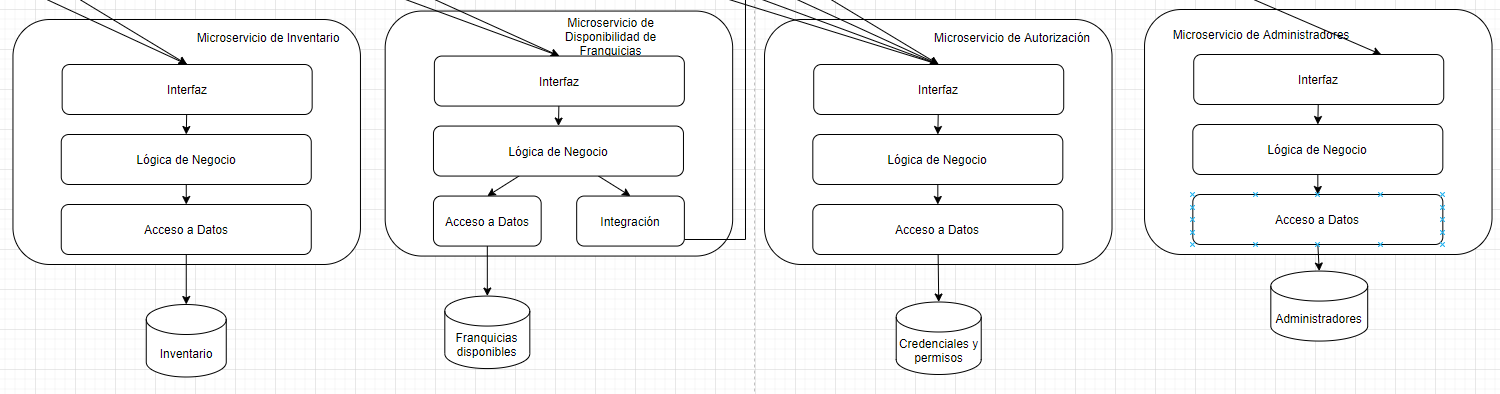 Microservicio de Inventario
Interfaz
Lógica de Negocio
Acceso a Datos
Inventario
Microservicio de
Disponibilidad de
Franquicias
Interfaz
Lógica de Negocio
Acceso a Datos
Integración
Franquicias
disponibles
Microservicio de Autorización
Interfaz
Lógica de Negocio
Acceso a Datos
Credenciales y
permisos
Microservicio de Administradores
Interfaz
Lógica de Negocio
Acceso a Datos
Administradores